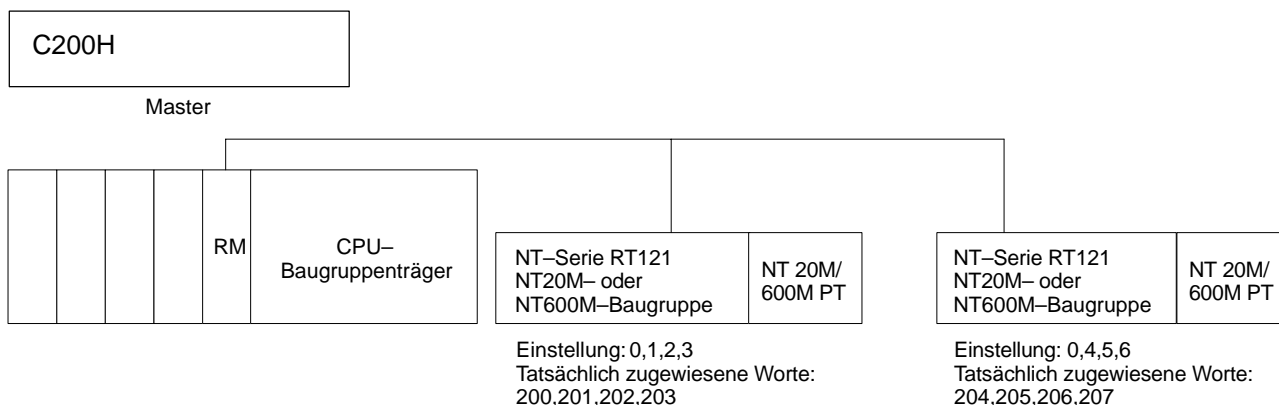 C200H
Master
RM
CPU–
Baugruppenträger
NT–Serie RT121
NT20M– oder
NT600M–Baugruppe
NT 20M/
600M PT
Einstellung: 0,1,2,3
Tatsächlich zugewiesene Worte:
200,201,202,203
NT–Serie RT121
NT20M– oder
NT600M–Baugruppe
NT 20M/
600M PT
Einstellung: 0,4,5,6
Tatsächlich zugewiesene Worte:
204,205,206,207